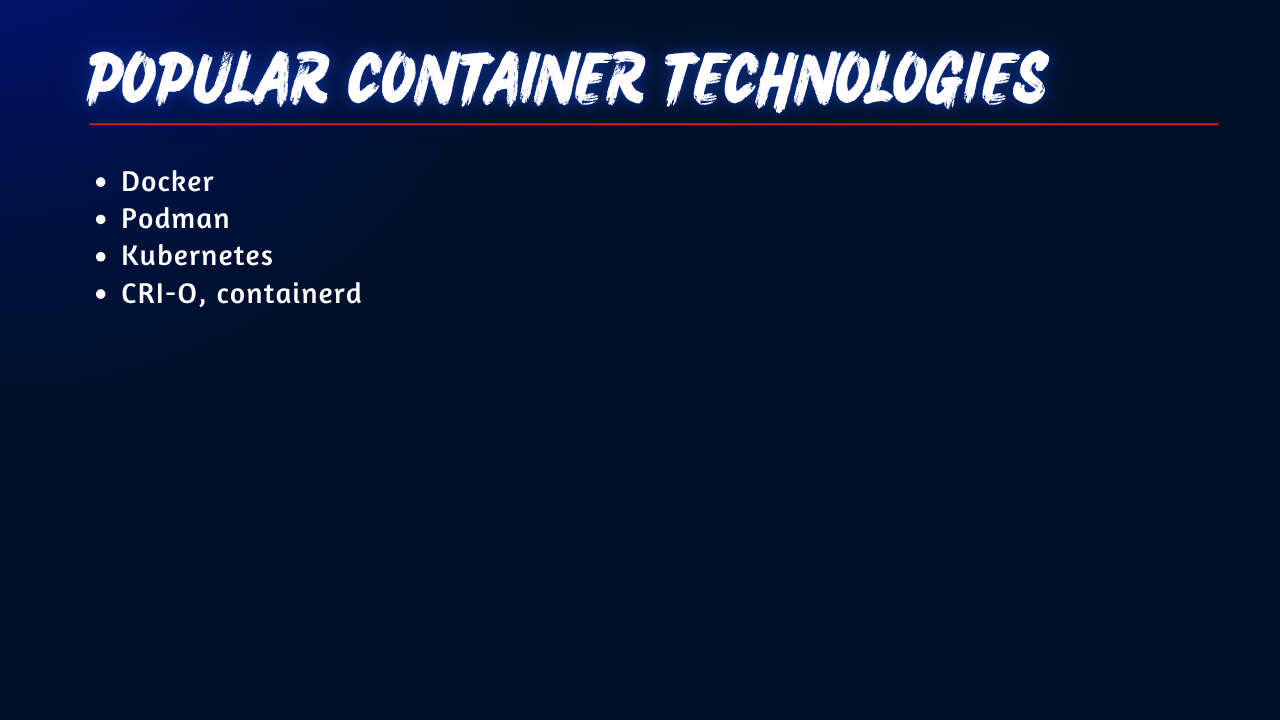 POPULAR CONTAINER TECHNOLOGIES
• Docker
• Podman
• Kubernetes
• CRI-O, containerd